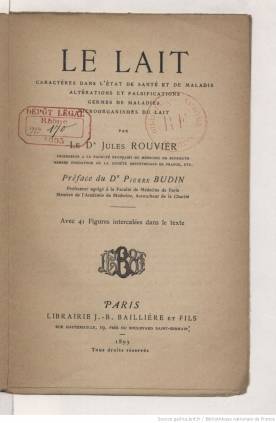 LE LAIT
CARACTÈRES DANS L'ÉTAT DE SANTÉ ET DE MALADIE
ALTÉRATIONS ET FALSIFICATIONS
GERMES DE MALADIES
MICROORGANISMES DU LAIT
DÉPOT LÉGAL
Rhône
170
1893
PAR
LE Dr JULES ROUVIER
PROFESSEUR A LA FACULTÉ FRANÇAISE DE MÉDECINE DE BEYROUTH
MEMBRE FONDATEUR DE LA SOCIÉTÉ OBSTÉTRICALE DE FRANCE, ETC.
Préface du Dr PIERRE BUDIN
Professeur agrégé à la Faculté de Médecine de Paris
Membre de l'Académie de Médecine, Accoucheur de la Charité
Avec 41 Figures intercalées dans le texte
PARIS
LIBRAIRIE J.-B. BAILLIÈRE ET FILS
RUE HAUTEFEUILLE, 19, PRÈS DU BOULEVARD SAINT-GERMAIN
1893
Tous droits réservés
Source gallica.bnf.fr / Bibliothèque nationale de France